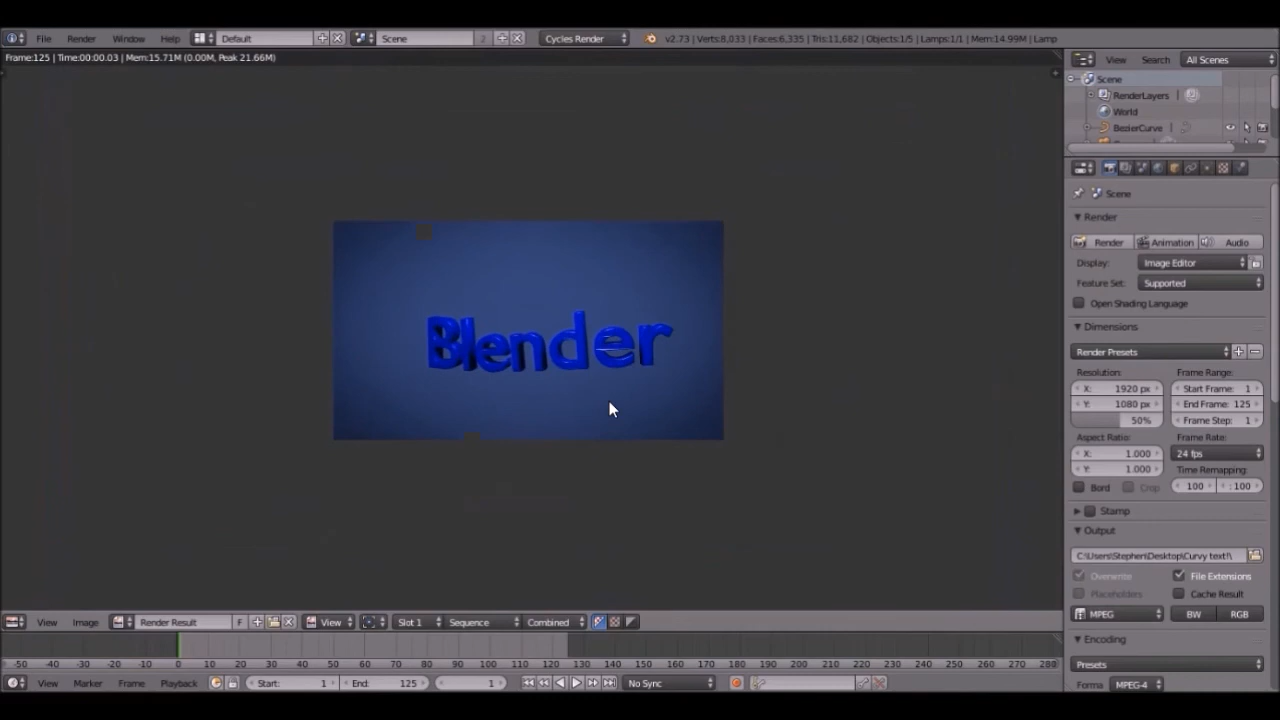 File Render Window Help Default Scene 2 Cycles Render v2.73 | Verts:8,033 | Faces:6,335 | Tris:11,682 | Objects:1/5 | Lamps:1/1 | Mem:14.99M | Lamp
Frame:125 | Time:00:00.03 | Mem:15.71M (0.00M, Peak 21.66M)
View Search All Scenes
Scene
RenderLayers
World
BezierCurve
Scene
Render
Render Animation Audio
Display: Image Editor
Feature Set: Supported
Open Shading Language
Dimensions
Render Presets
Resolution: Frame Range:
X: 1920 px Start Frame: 1
Y: 1080 px End Frame: 125
50% Frame Step: 1
Aspect Ratio: Frame Rate:
X: 1.000 24 fps
Y: 1.000 Time Remapping:
Bord Crop 100 : 100
Stamp
Output
C:\Users\Stephen\Desktop\Curvy text!\
Overwrite File Extensions
Placeholders Cache Result
MPEG BW RGB
Encoding
Presets
Forma MPEG-4
Blender
View Image Render Result F View Slot 1 Sequence Combined
-50 -40 -30 -20 -10 0 10 20 30 40 50 60 70 80 90 100 110 120 130 140 150 160 170 180 190 200 210 220 230 240 250 260 270 280
View Marker Frame Playback Start: 1 End: 125 1 No Sync